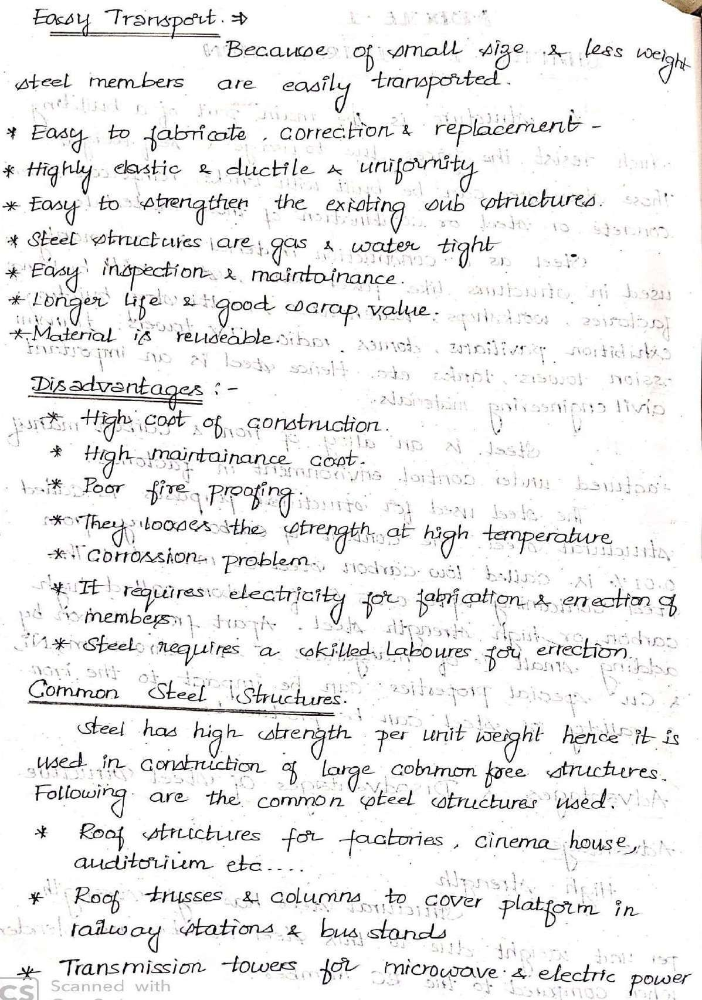 Easy Transport. ⇒
Because of small size & less weight
steel members are easily transported.
* Easy to fabricate, correction & replacement -
* Highly elastic & ductile & uniformity
* Easy to strengthen the existing sub structures.
* Steel structures are gas & water tight
* Easy inspection & maintainance.
* Longer life & good scrap value.
* Material is reuseable.
Disadvantages :-
* High cost of construction.
* High maintainance cost.
* Poor fire proofing.
* They looses the strength at high temperature
* Corrossion problem.
* It requires electricity for fabrication & errection of
members
* Steel requires a skilled Laboures for errection.
Common Steel Structures.
Steel has high strength per unit weight hence it is
used in construction of large free structures.
Following are the common steel structures used.
* Roof structures for factories, cinema house,
auditorium etc....
* Roof trusses & columns to cover platform in
railway stations & bus stands
* Transmission towers for microwave & electric power
CS Scanned with